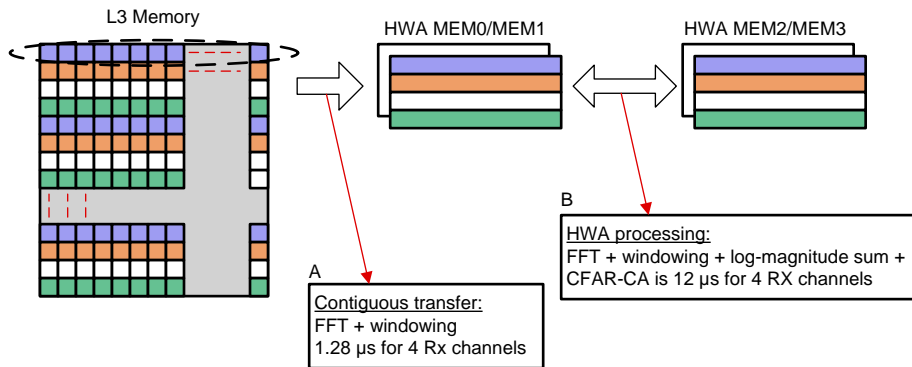 L3 Memory
HWA MEM0/MEM1
HWA MEM2/MEM3
A
Contiguous transfer:
FFT + windowing
1.28 µs for 4 Rx channels
B
HWA processing:
FFT + windowing + log-magnitude sum +
CFAR-CA is 12 µs for 4 RX channels